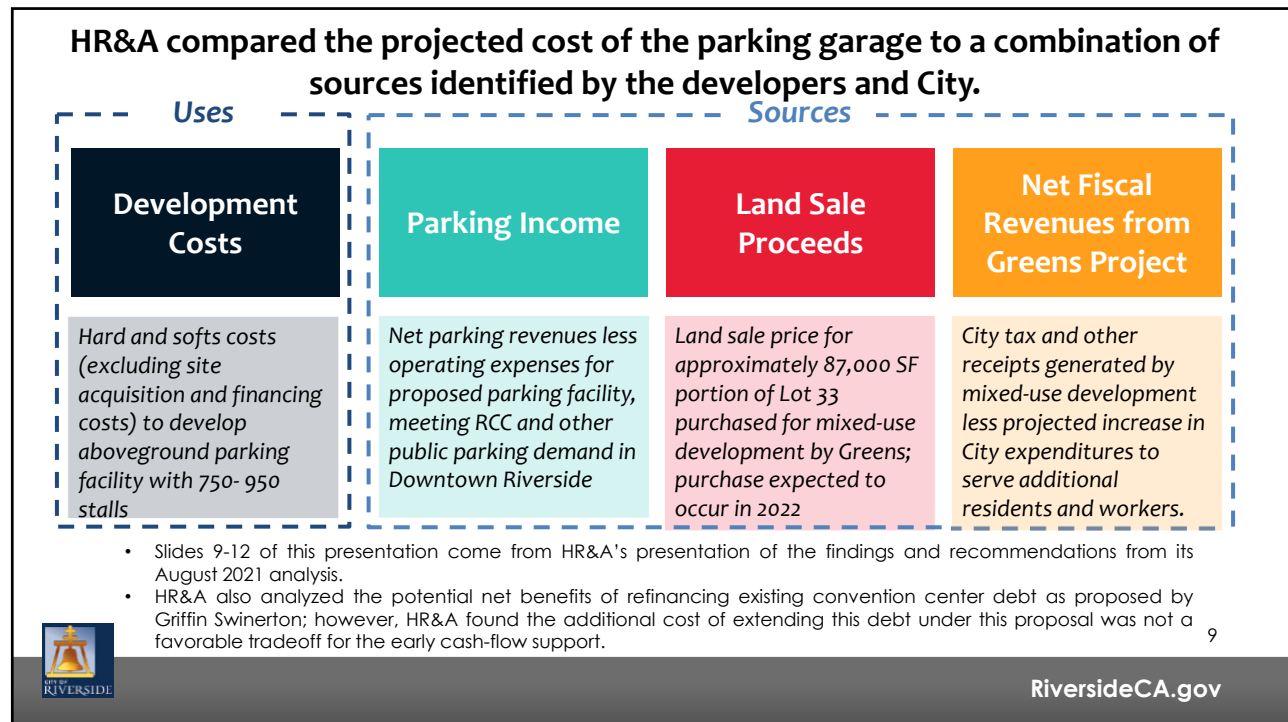 HR&A compared the projected cost of the parking garage to a combination of
sources identified by the developers and City.
Uses
Sources
Development
Costs
Parking Income
Land Sale
Proceeds
Net Fiscal
Revenues from
Greens Project
Hard and softs costs
(excluding site
acquisition and financing
costs) to develop
aboveground parking
facility with 750- 950
stalls
Net parking revenues less
operating expenses for
proposed parking facility,
meeting RCC and other
public parking demand in
Downtown Riverside
Land sale price for
approximately 87,000 SF
portion of Lot 33
purchased for mixed-use
development by Greens;
purchase expected to
occur in 2022
City tax and other
receipts generated by
mixed-use development
less projected increase in
City expenditures to
serve additional
residents and workers.
• Slides 9-12 of this presentation come from HR&A's presentation of the findings and recommendations from its
August 2021 analysis.
• HR&A also analyzed the potential net benefits of refinancing existing convention center debt as proposed by
Griffin Swinerton; however, HR&A found the additional cost of extending this debt under this proposal was not a
favorable tradeoff for the early cash-flow support.
9
CITY OF
RIVERSIDE
RiversideCA.gov